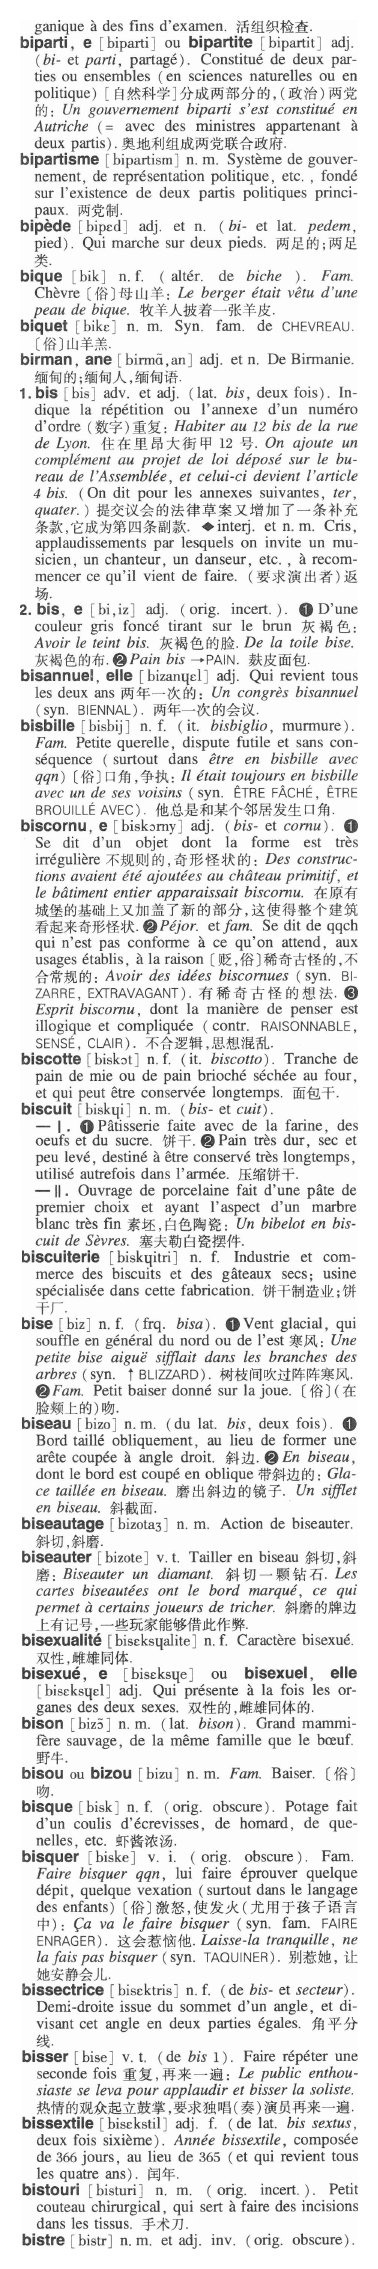 ganique à des fins d'examen. 活组织检查.
biparti, e [biparti] ou bipartite [bipartit] adj.
(bi- et parti, partagé). Constitué de deux par-
ties ou ensembles (en sciences naturelles ou en
politique) [自然科学]分成两部分的,(政治)两党
的: Un gouvernement biparti s'est constitué en
Autriche (= avec des ministres appartenant à
deux partis). 奥地利组成两党联合政府.
bipartisme [bipartism] n. m. Système de gouver-
nement, de représentation politique, etc., fondé
sur l'existence de deux partis politiques princi-
paux. 两党制.
bipède [biped] adj. et n. (bi- et lat. pedem,
pied). Qui marche sur deux pieds. 两足的;两足
类.
bique [bik] n. f. (altér. de biche). Fam.
Chèvre〔俗〕母山羊: Le berger était vêtu d'une
peau de bique. 牧羊人披着一张羊皮.
biquet [bikɛ] n. m. Syn. fam. de CHEVREAU.
〔俗〕山羊羔.
birman, ane [birmɑ̃, an] adj. et n. De Birmanie.
缅甸的;缅甸人,缅甸语.
1. bis [bis] adv. et adj. (lat. bis, deux fois). In-
dique la répétition ou l'annexe d'un numéro
d'ordre (数字)重复: Habiter au 12 bis de la rue
de Lyon. 住在里昂大街甲 12 号. On ajoute un
complément au projet de loi déposé sur le bu-
reau de l'Assemblée, et celui-ci devient l'article
4 bis. (On dit pour les annexes suivantes, ter,
quater.) 提交议会的法律草案又增加了一条补充
条款,它成为第四条副款. ◆interj. et n. m. Cris,
applaudissements par lesquels on invite un mu-
sicien, un chanteur, un danseur, etc., à recom-
mencer ce qu'il vient de faire. (要求演出者)返
场.
2. bis, e [bi,iz] adj. (orig. incert.). ❶ D'une
couleur gris foncé tirant sur le brun 灰褐色:
Avoir le teint bis. 灰褐色的脸. De la toile bise.
灰褐色的布. ❷ Pain bis →PAIN. 麸皮面包.
bisannuel, elle [bizanɥɛl] adj. Qui revient tous
les deux ans 两年一次的: Un congrès bisannuel
(syn. BIENNAL). 两年一次的会议.
bisbille [bisbij] n. f. (it. bisbiglio, murmure).
Fam. Petite querelle, dispute futile et sans con-
séquence (surtout dans être en bisbille avec
qqn)〔俗〕口角,争执: Il était toujours en bisbille
avec un de ses voisins (syn. ÊTRE FÂCHÉ, ÊTRE
BROUILLÉ AVEC). 他总是和某个邻居发生口角.
biscornu, e [biskɔrny] adj. (bis- et cornu). ❶
Se dit d'un objet dont la forme est très
irrégulière 不规则的,奇形怪状的: Des construc-
tions avaient été ajoutées au château primitif, et
le bâtiment entier apparaissait biscornu. 在原有
城堡的基础上又加盖了新的部分,这使得整个建筑
看起来奇形怪状. ❷ Péjor. et fam. Se dit de qqch
qui n'est pas conforme à ce qu'on attend, aux
usages établis, à la raison〔贬,俗〕稀奇古怪的,不
合常规的: Avoir des idées biscornues (syn. BI-
ZARRE, EXTRAVAGANT). 有稀奇古怪的想法. ❸
Esprit biscornu, dont la manière de penser est
illogique et compliquée (contr. RAISONNABLE,
SENSÉ, CLAIR). 不合逻辑,思想混乱.
biscotte [biskɔt] n. f. (it. biscotto). Tranche de
pain de mie ou de pain brioché séchée au four,
et qui peut être conservée longtemps. 面包干.
biscuit [biskɥi] n. m. (bis- et cuit).
— I. ❶ Pâtisserie faite avec de la farine, des
oeufs et du sucre. 饼干. ❷ Pain très dur, sec et
peu levé, destiné à être conservé très longtemps,
utilisé autrefois dans l'armée. 压缩饼干.
— II. Ouvrage de porcelaine fait d'une pâte de
premier choix et ayant l'aspect d'un marbre
blanc très fin 素坯,白色陶瓷: Un bibelot en bis-
cuit de Sèvres. 塞夫勒白瓷摆件.
biscuiterie [biskɥitri] n. f. Industrie et com-
merce des biscuits et des gâteaux secs; usine
spécialisée dans cette fabrication. 饼干制造业;饼
干厂.
bise [biz] n. f. (frq. bisa). ❶ Vent glacial, qui
souffle en général du nord ou de l'est 寒风: Une
petite bise aiguë sifflait dans les branches des
arbres (syn. ↑ BLIZZARD). 树枝间吹过阵阵寒风.
❷ Fam. Petit baiser donné sur la joue.〔俗〕(在
脸颊上的)吻.
biseau [bizo] n. m. (du lat. bis, deux fois). ❶
Bord taillé obliquement, au lieu de former une
arête coupée à angle droit. 斜边. ❷ En biseau,
dont le bord est coupé en oblique 带斜边的: Gla-
ce taillée en biseau. 磨出斜边的镜子. Un sifflet
en biseau. 斜截面.
biseautage [bizotaʒ] n. m. Action de biseauter.
斜切,斜磨.
biseauter [bizote] v. t. Tailler en biseau 斜切,斜
磨: Biseauter un diamant. 斜切一颗钻石. Les
cartes biseautées ont le bord marqué, ce qui
permet à certains joueurs de tricher. 斜磨的牌边
上有记号,一些玩家能够借此作弊.
bisexualité [bisɛksɥalite] n. f. Caractère bisexué.
双性,雌雄同体.
bisexué, e [bisɛksɥe] ou bisexuel, elle
[bisɛksɥɛl] adj. Qui présente à la fois les or-
ganes des deux sexes. 双性的,雌雄同体的.
bison [bizɔ̃] n. m. (lat. bison). Grand mammi-
fère sauvage, de la même famille que le bœuf.
野牛.
bisou ou bizou [bizu] n. m. Fam. Baiser.〔俗〕
吻.
bisque [bisk] n. f. (orig. obscure). Potage fait
d'un coulis d'écrevisses, de homard, de que-
nelles, etc. 虾酱浓汤.
bisquer [biske] v. i. (orig. obscure). Fam.
Faire bisquer qqn, lui faire éprouver quelque
dépit, quelque vexation (surtout dans le langage
des enfants)〔俗〕激怒,使发火(尤用于孩子语言
中): Ça va le faire bisquer (syn. fam. FAIRE
ENRAGER). 这会惹恼他. Laisse-la tranquille, ne
la fais pas bisquer (syn. TAQUINER). 别惹她,让
她安静会儿.
bissectrice [bisɛktris] n. f. (de bis- et secteur).
Demi-droite issue du sommet d'un angle, et di-
visant cet angle en deux parties égales. 角平分
线.
bisser [bise] v. t. (de bis 1). Faire répéter une
seconde fois 重复,再来一遍: Le public enthou-
siaste se leva pour applaudir et bisser la soliste.
热情的观众起立鼓掌,要求独唱(奏)演员再来一遍.
bissextile [bisɛkstil] adj. f. (de lat. bis sextus,
deux fois sixième). Année bissextile, composée
de 366 jours, au lieu de 365 (et qui revient tous
les quatre ans). 闰年.
bistouri [bisturi] n. m. (orig. incert.). Petit
couteau chirurgical, qui sert à faire des incisions
dans les tissus. 手术刀.
bistre [bistr] n. m. et adj. inv. (orig. obscure).